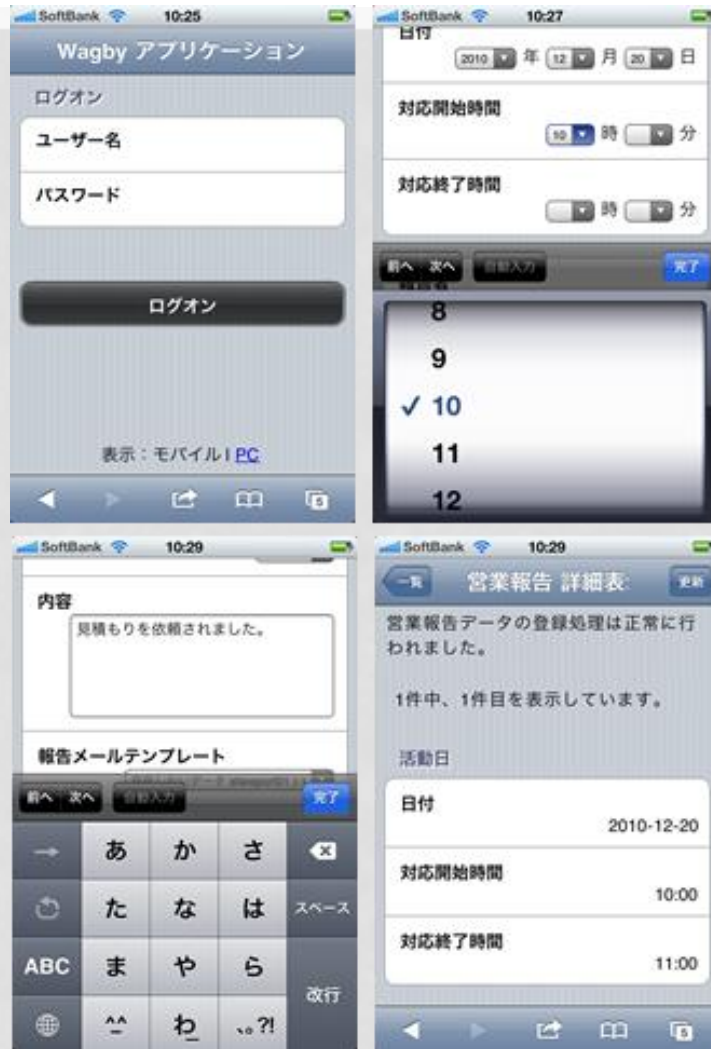 SoftBank 10:25
Wagby アプリケーション
ログオン
ユーザー名
パスワード
ログオン
表示：モバイル | PC
5
SoftBank 10:27
日付
2010 年 12 月 20 日
対応開始時間
10 時 分
対応終了時間
時 分
前へ 次へ 自動入力 完了
8
9
✓ 10
11
12
SoftBank 10:29
内容
見積もりを依頼されました。
報告メールテンプレート
前へ 次へ 自動入力 完了
→ あ か さ
た な は スペース
ABC ま や ら
改行
^^ わ 、。?!
SoftBank 10:29
一覧 営業報告 詳細表 更新
営業報告データの登録処理は正常に行
われました。
1件中、1件目を表示しています。
活動日
日付
2010-12-20
対応開始時間
10:00
対応終了時間
11:00
5